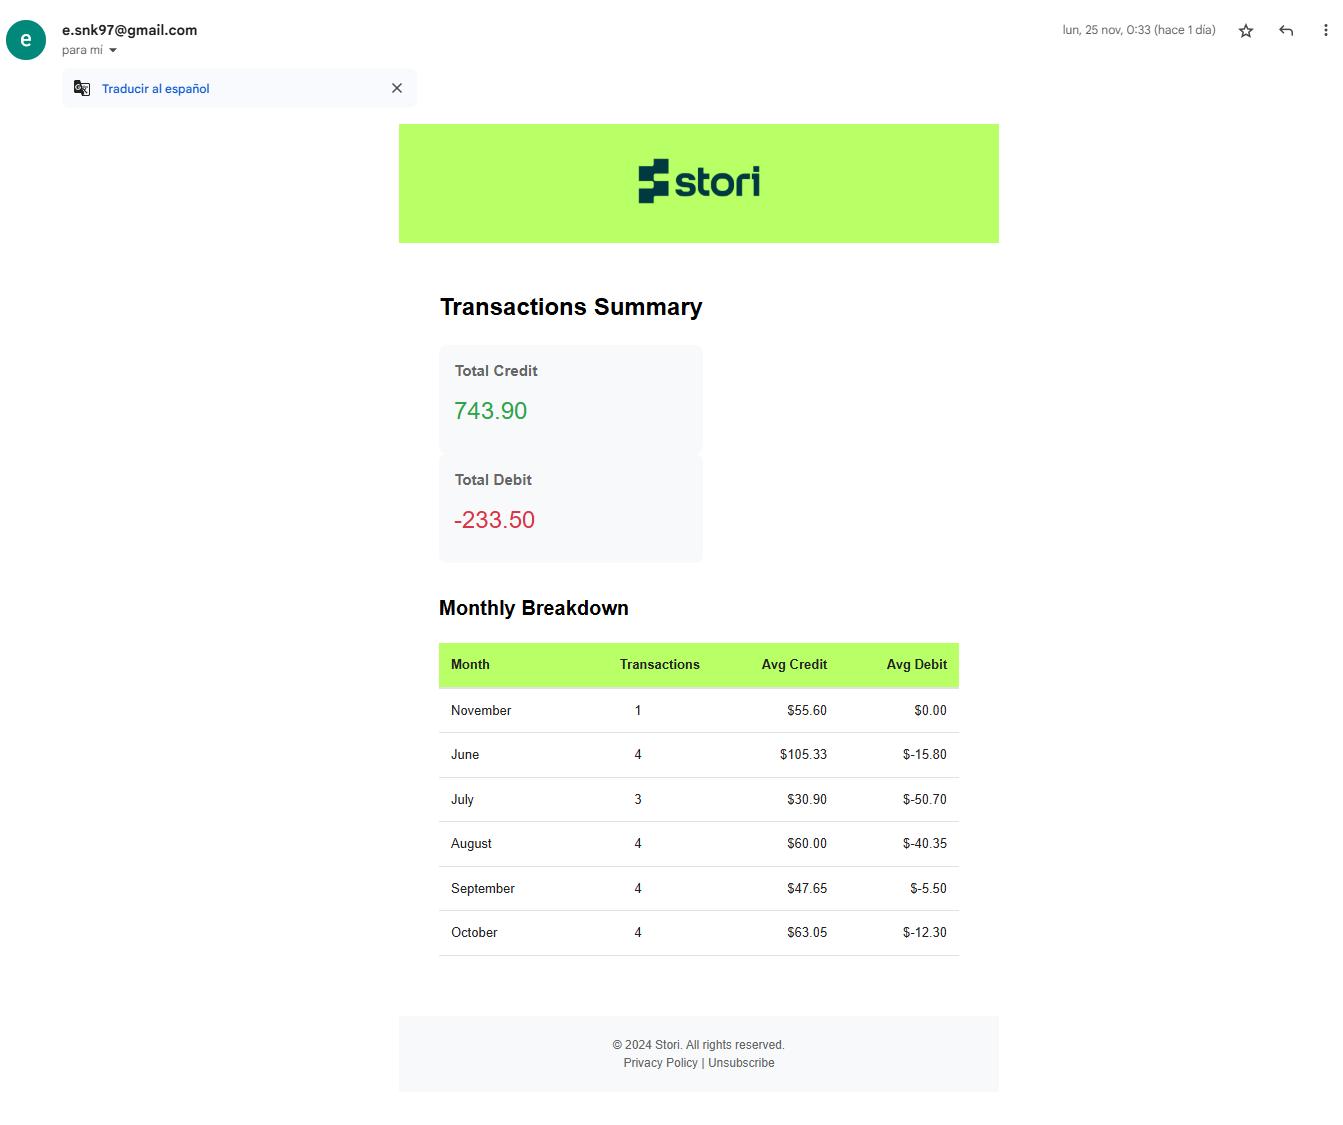 e
e.snk97@gmail.com
lun, 25 nov, 0:33 (hace 1 día)
para mí
Traducir al español
stori
Transactions Summary
Total Credit
743.90
Total Debit
-233.50
Monthly Breakdown
Month Transactions Avg Credit Avg Debit
November 1 $55.60 $0.00
June 4 $105.33 $-15.80
July 3 $30.90 $-50.70
August 4 $60.00 $-40.35
September 4 $47.65 $-5.50
October 4 $63.05 $-12.30
© 2024 Stori. All rights reserved.
Privacy Policy | Unsubscribe